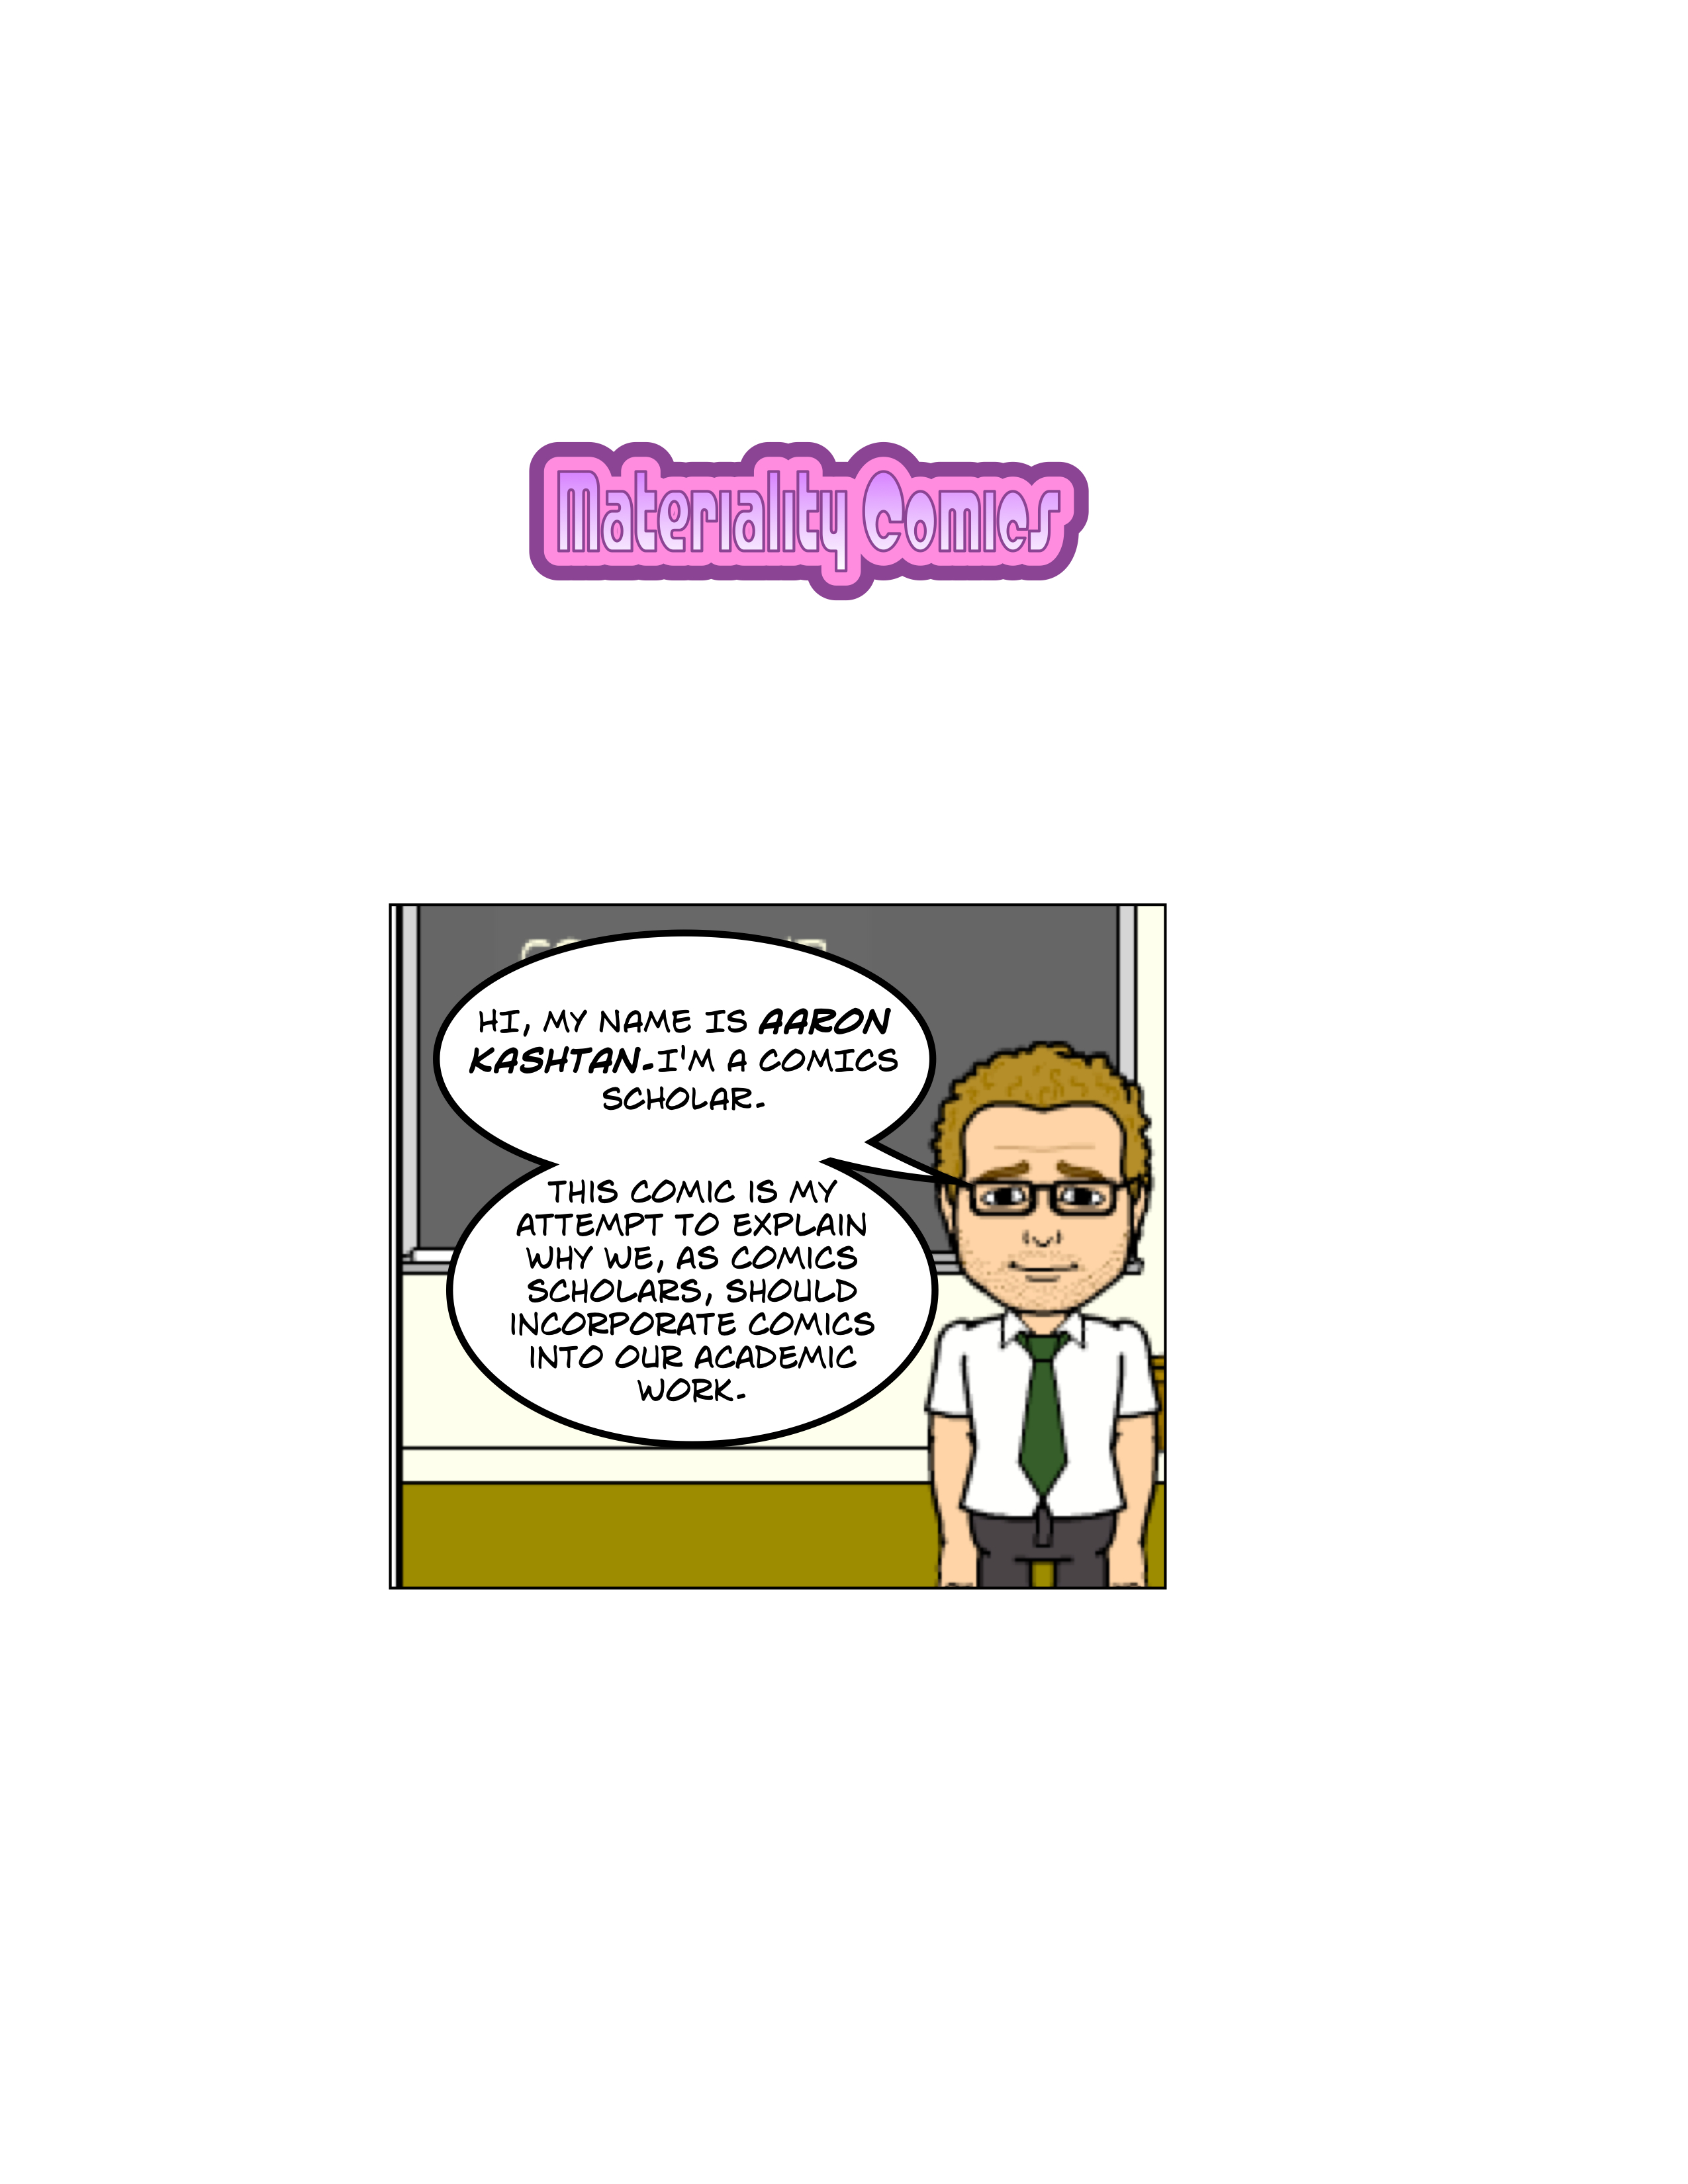 Materiality Comics
HI, MY NAME IS AARON
KASHTAN. I'M A COMICS
SCHOLAR.
THIS COMIC IS MY
ATTEMPT TO EXPLAIN
WHY WE, AS COMICS
SCHOLARS, SHOULD
INCORPORATE COMICS
INTO OUR ACADEMIC
WORK.